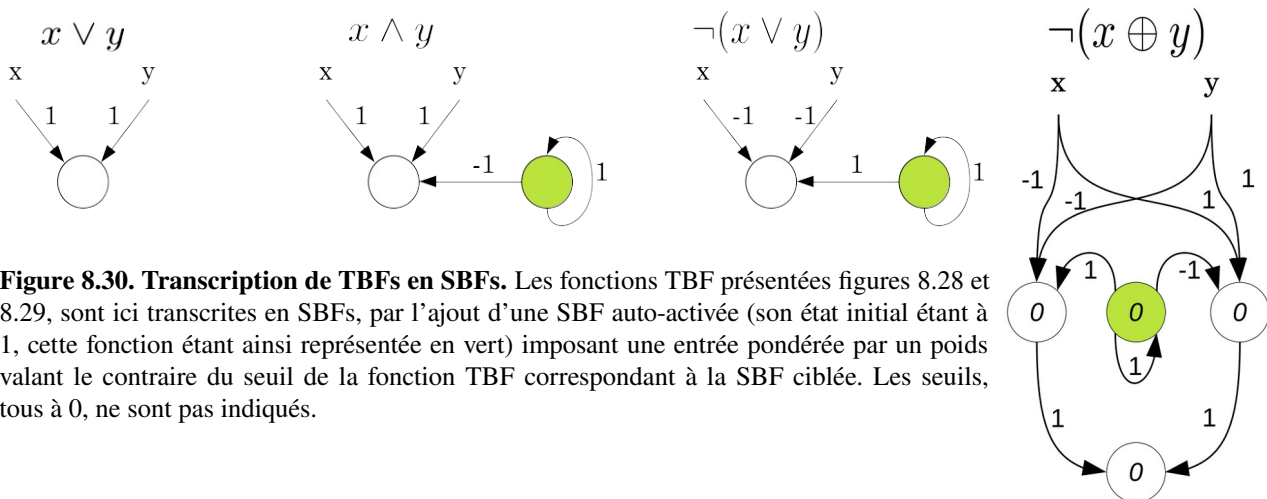 x ∨ y
x y
1 1
x ∧ y
x y
1 1
-1 1
¬(x ∨ y)
x y
-1 -1
1 1
¬(x ⊕ y)
x y
-1 -1 1 1
1 -1
0 0 0
1
1 1
0
Figure 8.30. Transcription de TBFs en SBFs. Les fonctions TBF présentées figures 8.28 et
8.29, sont ici transcrites en SBFs, par l'ajout d'une SBF auto-activée (son état initial étant à
1, cette fonction étant ainsi représentée en vert) imposant une entrée pondérée par un poids
valant le contraire du seuil de la fonction TBF correspondant à la SBF ciblée. Les seuils,
tous à 0, ne sont pas indiqués.